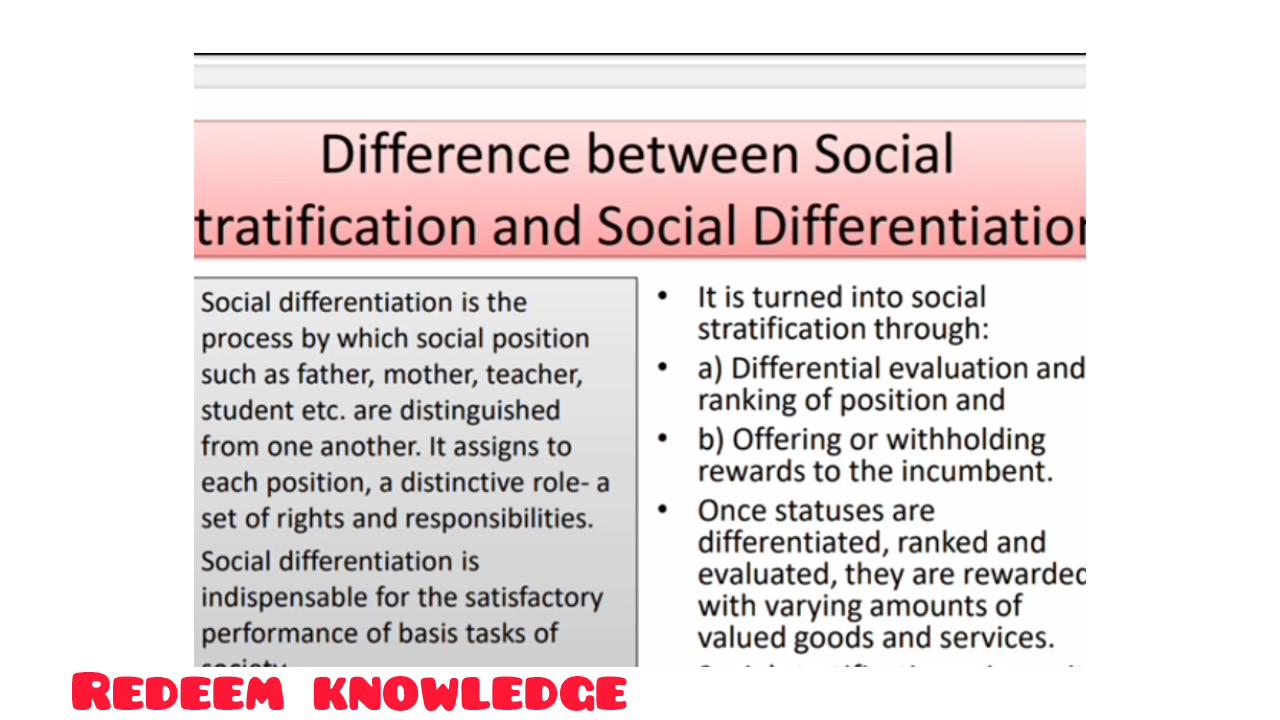 Difference between Social
tratification and Social Differentiation
Social differentiation is the
process by which social position
such as father, mother, teacher,
student etc. are distinguished
from one another. It assigns to
each position, a distinctive role- a
set of rights and responsibilities.
Social differentiation is
indispensable for the satisfactory
performance of basis tasks of
society
• It is turned into social
stratification through:
• a) Differential evaluation and
ranking of position and
• b) Offering or withholding
rewards to the incumbent.
• Once statuses are
differentiated, ranked and
evaluated, they are rewarded
with varying amounts of
valued goods and services.
REDEEM KNOWLEDGE